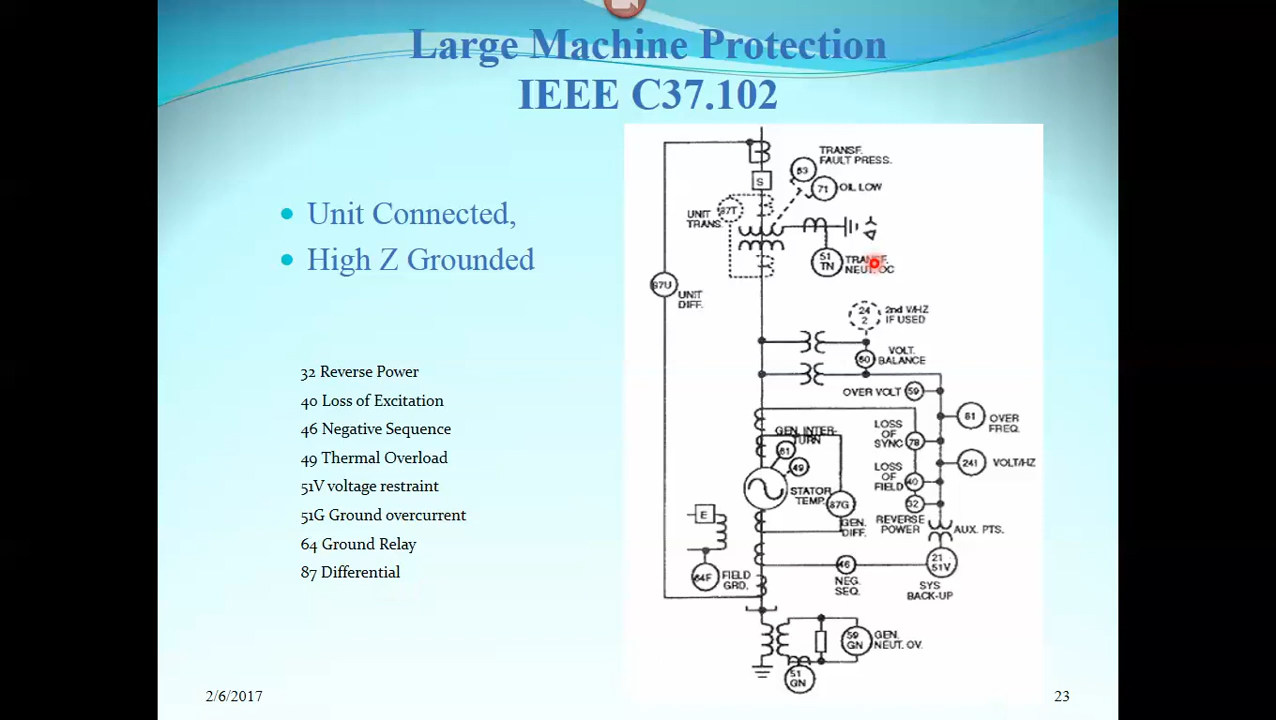 Large Machine Protection
IEEE C37.102
Unit Connected,
High Z Grounded
32 Reverse Power
40 Loss of Excitation
46 Negative Sequence
49 Thermal Overload
51V voltage restraint
51G Ground overcurrent
64 Ground Relay
87 Differential
TRANSF.
FAULT PRESS.
63
71
OIL LOW
S
87T
UNIT
TRANS.
51
TN
TRANSF.
NEUT. OC
87U
UNIT
DIFF.
24
2
2nd V/HZ
IF USED
60
VOLT.
BALANCE
OVER VOLT
59
81
OVER
FREQ.
GEN. INTER-
TURN
61
49
LOSS
OF
SYNC
78
241
VOLT/HZ
STATOR
TEMP.
87G
GEN.
DIFF.
LOSS
OF
FIELD
40
32
REVERSE
POWER
AUX. PTS.
E
64F
FIELD
GRD.
46
NEG.
SEQ.
21
51V
SYS
BACK-UP
59
GN
GEN.
NEUT. OV.
51
GN
2/6/2017
23